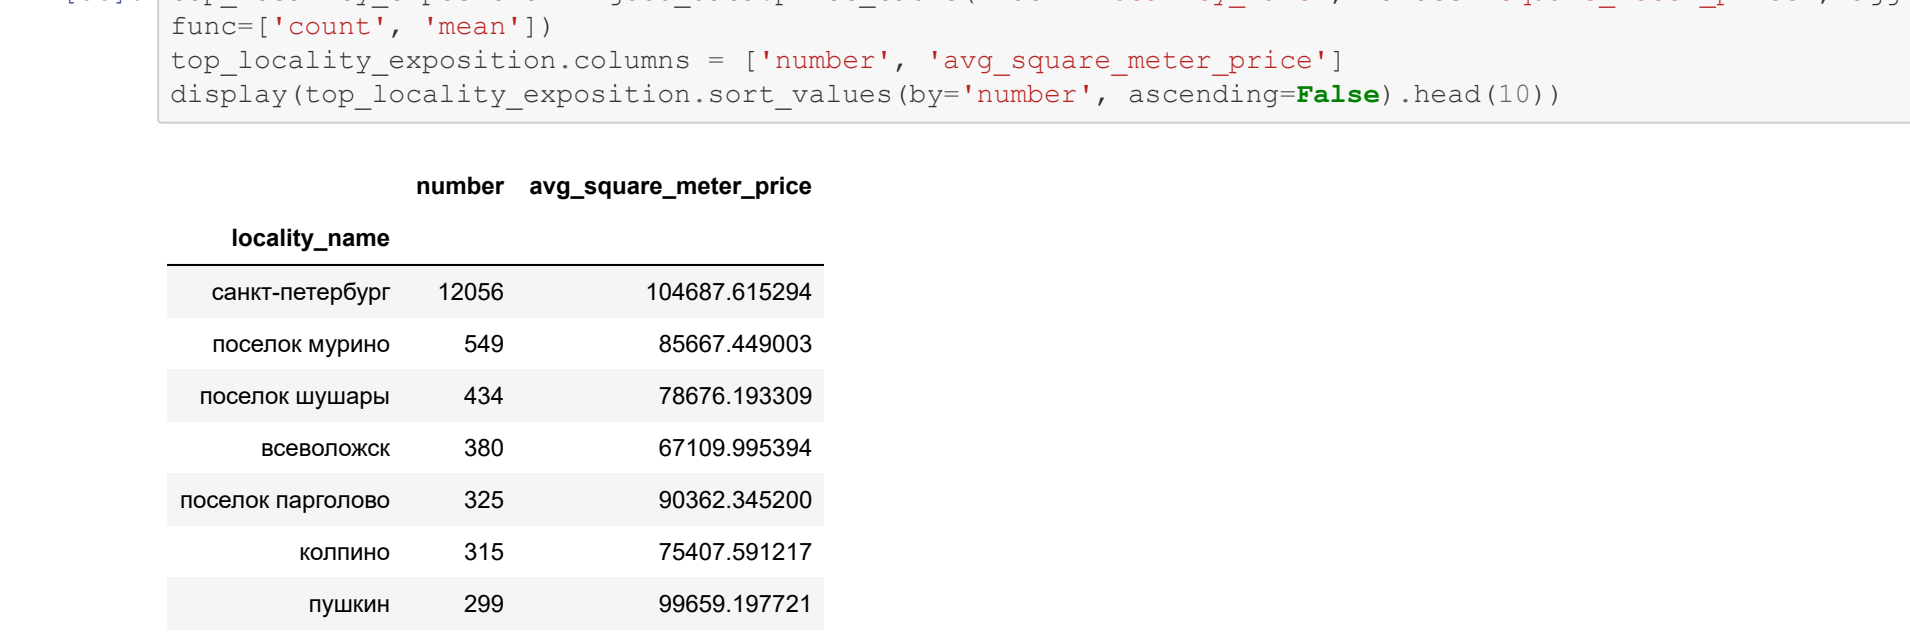 func=['count', 'mean'])
top_locality_exposition.columns = ['number', 'avg_square_meter_price']
display(top_locality_exposition.sort_values(by='number', ascending=False).head(10))
number avg_square_meter_price
locality_name
санкт-петербург 12056 104687.615294
поселок мурино 549 85667.449003
поселок шушары 434 78676.193309
всеволожск 380 67109.995394
поселок парголово 325 90362.345200
колпино 315 75407.591217
пушкин 299 99659.197721